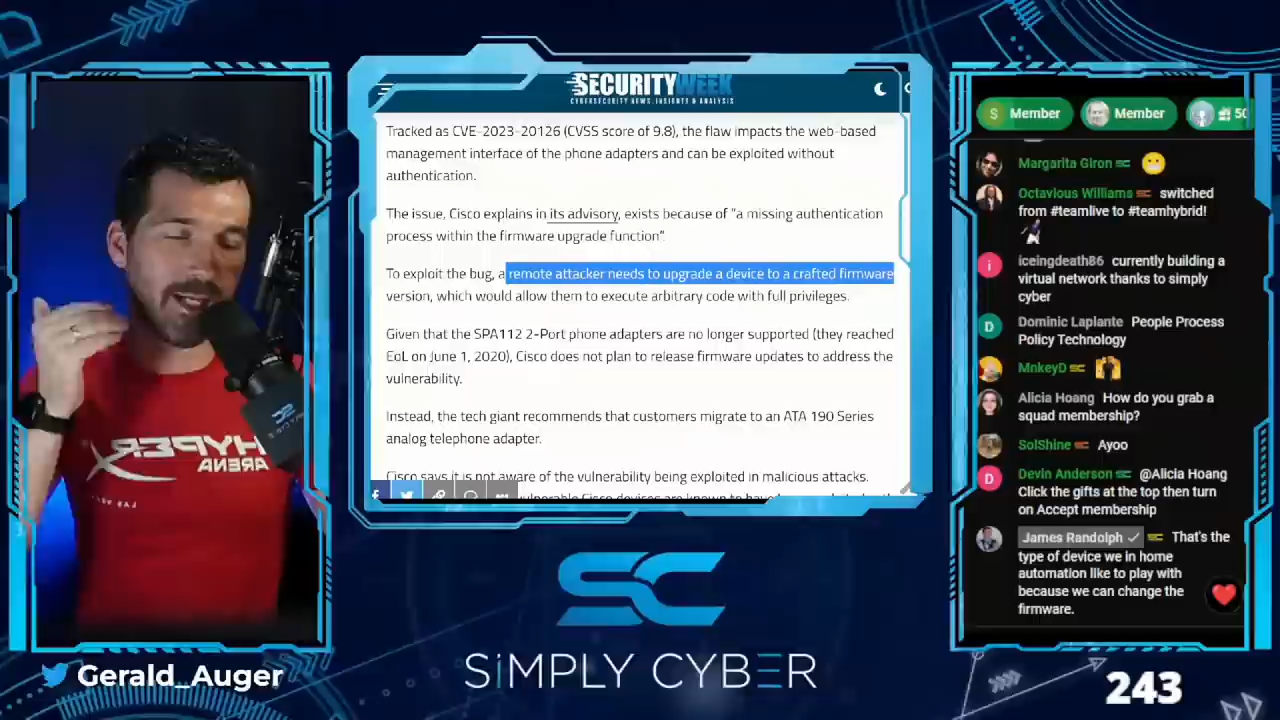 SECURITYWEEK
CYBERSECURITY NEWS, INSIGHTS & ANALYSIS
Tracked as CVE-2023-20126 (CVSS score of 9.8), the flaw impacts the web-based
management interface of the phone adapters and can be exploited without
authentication.
The issue, Cisco explains in its advisory, exists because of "a missing authentication
process within the firmware upgrade function".
To exploit the bug, a remote attacker needs to upgrade a device to a crafted firmware
version, which would allow them to execute arbitrary code with full privileges.
Given that the SPA112 2-Port phone adapters are no longer supported (they reached
EoL on June 1, 2020), Cisco does not plan to release firmware updates to address the
vulnerability.
Instead, the tech giant recommends that customers migrate to an ATA 190 Series
analog telephone adapter.
Cisco says it is not aware of the vulnerability being exploited in malicious attacks.
vulnerable Cisco devices are known to have
HYPER
ARENA
SC
SiMPLY CYBER
Gerald_Auger
S Member
Member
50
Margarita Giron
Octavious Williams switched
from #teamlive to #teamhybrid!
i iceingdeath86 currently building a
virtual network thanks to simply
cyber
D Dominic Laplante People Process
Policy Technology
MnkeyD
Alicia Hoang How do you grab a
squad membership?
SolShine Ayoo
D Devin Anderson @Alicia Hoang
Click the gifts at the top then turn
on Accept membership
James Randolph That's the
type of device we in home
automation like to play with
because we can change the
firmware.
243